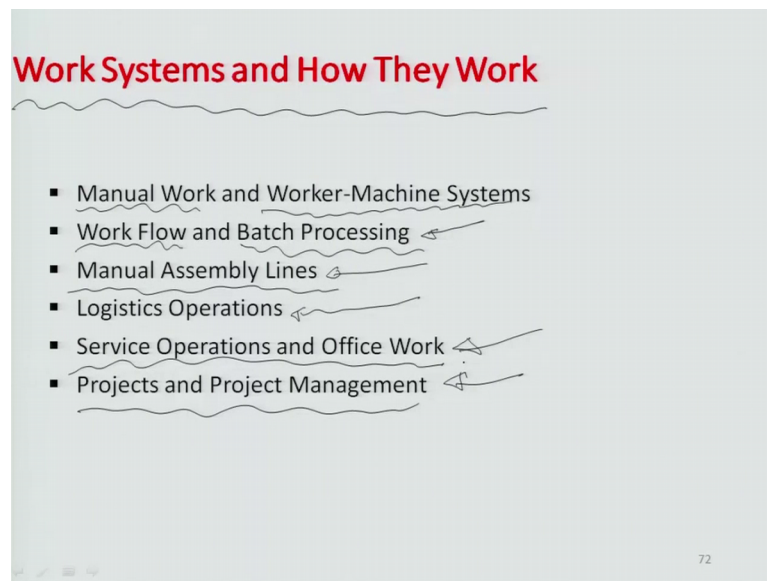 Work Systems and How They Work
▪ Manual Work and Worker-Machine Systems
▪ Work Flow and Batch Processing
▪ Manual Assembly Lines
▪ Logistics Operations
▪ Service Operations and Office Work
▪ Projects and Project Management
72